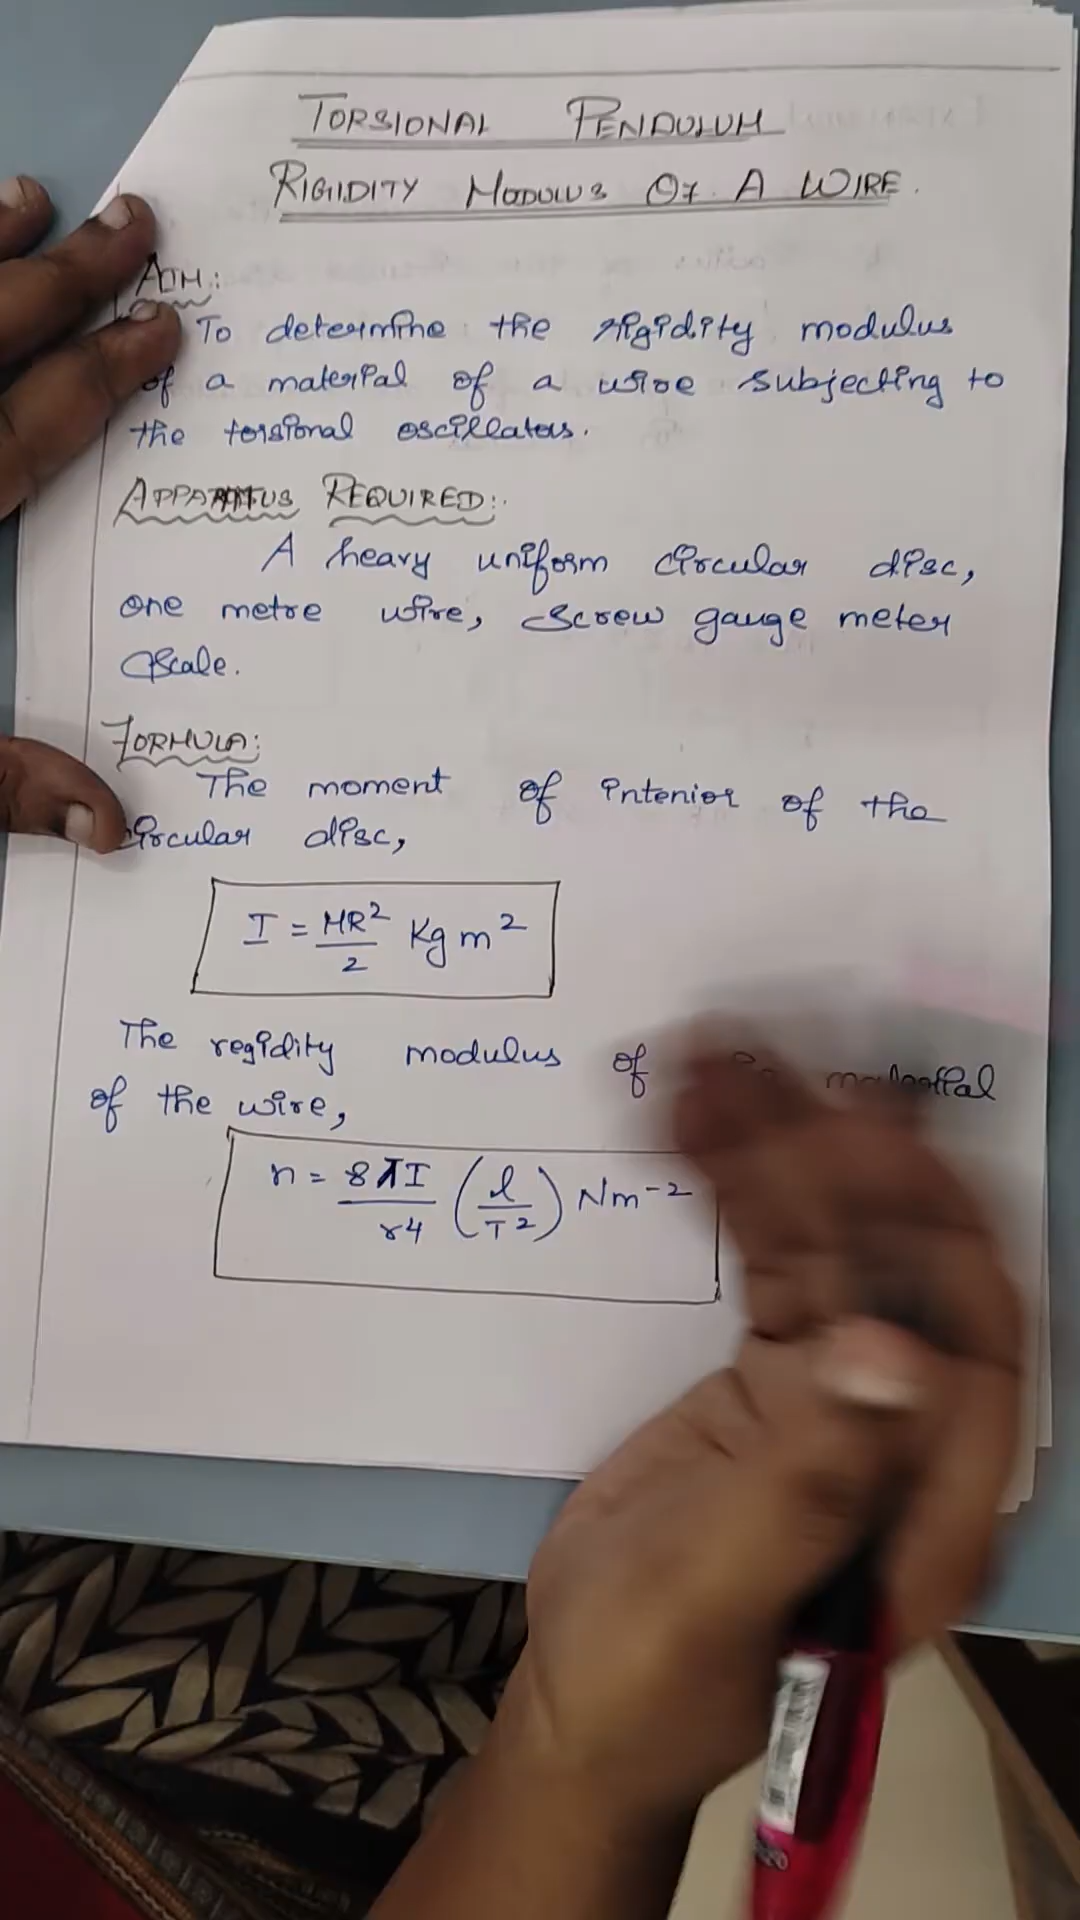 TORSIONAL PENDULUM
RIGIDITY MODULUS OF A WIRE.
AIM:
To determine the rigidity modulus
of a material of a wire subjecting to
the torsional oscillators.
APPARATUS REQUIRED:
A heavy uniform circular disc,
one metre wire, Screw gauge meter
Scale.
FORMULA:
The moment of intenior of the
circular disc,
I = MR²/2 Kg m²
The regidity modulus of material
of the wire,
n = 8πI/r4 (l/T²) Nm⁻²